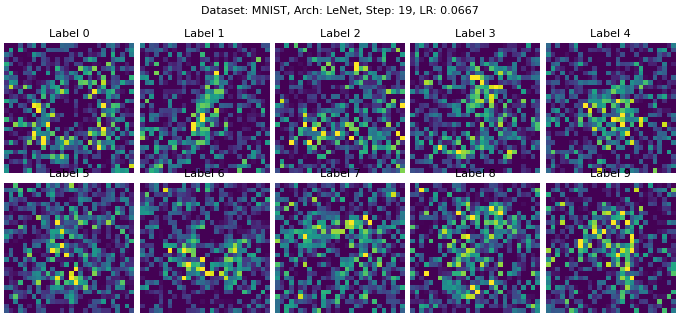 Dataset: MNIST, Arch: LeNet, Step: 19, LR: 0.0667
Label 0 Label 1 Label 2 Label 3 Label 4
Label 5 Label 6 Label 7 Label 8 Label 9